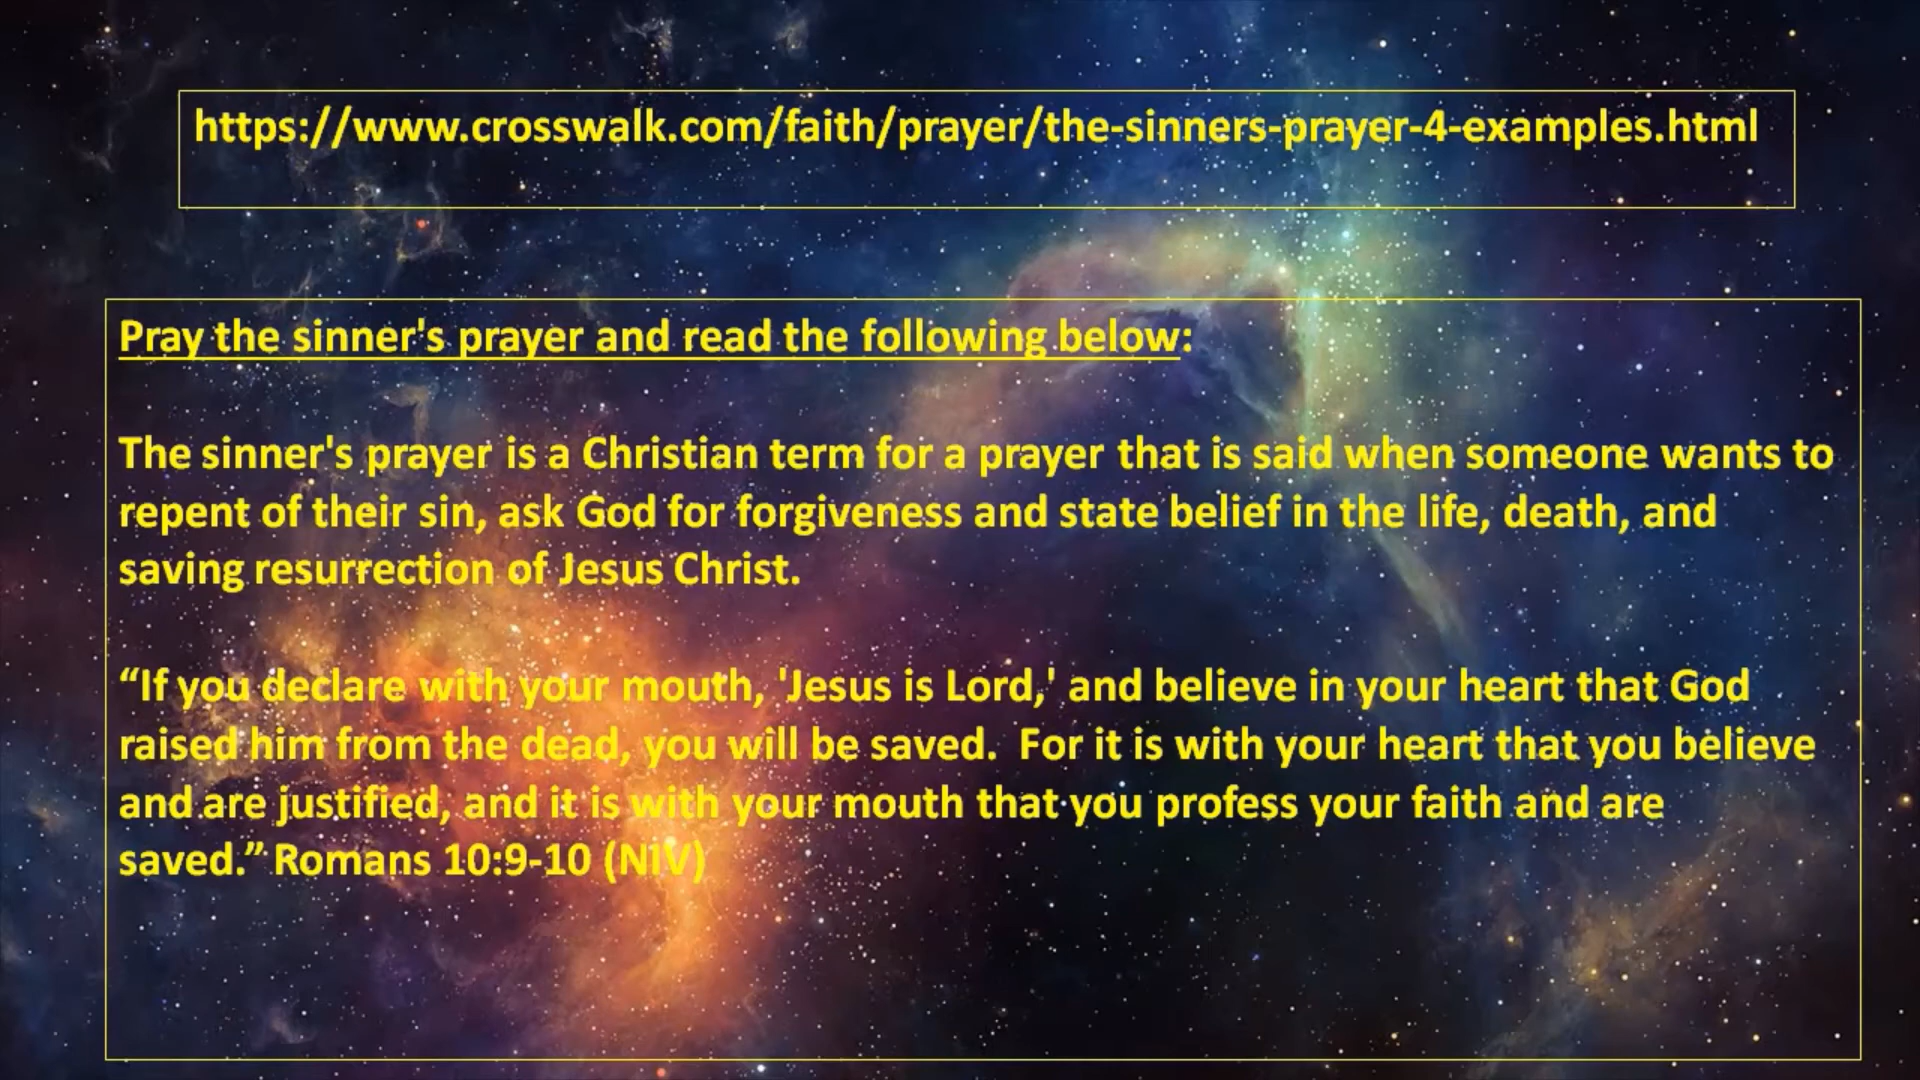 https://www.crosswalk.com/faith/prayer/the-sinners-prayer-4-examples.html
Pray the sinner's prayer and read the following below:
The sinner's prayer is a Christian term for a prayer that is said when someone wants to
repent of their sin, ask God for forgiveness and state belief in the life, death, and
saving resurrection of Jesus Christ.
“If you declare with your mouth, 'Jesus is Lord,' and believe in your heart that God
raised him from the dead, you will be saved.  For it is with your heart that you believe
and are justified, and it is with your mouth that you profess your faith and are
saved.” Romans 10:9-10 (NIV)